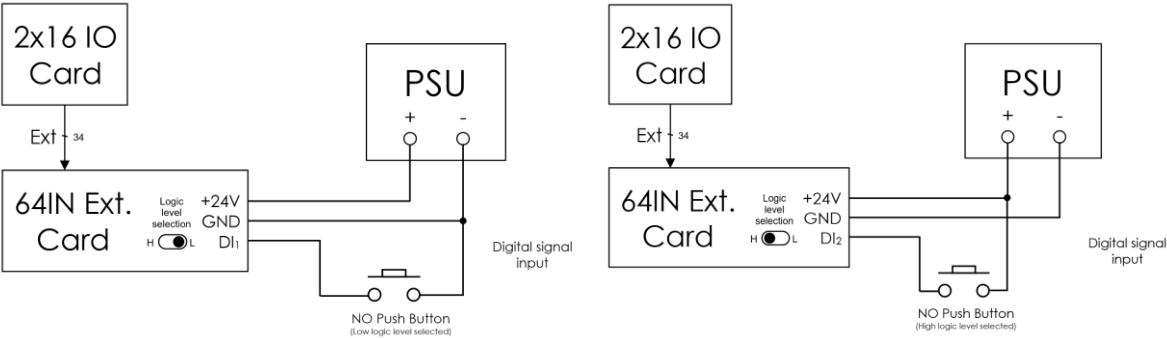 2x16 IO
Card
Ext
34
PSU
+
-
64IN Ext.
Card
Logic
level
selection
H
L
+24V
GND
DI₁
NO Push Button
(Low logic level selected)
Digital signal
input
2x16 IO
Card
Ext
34
PSU
+
-
64IN Ext.
Card
Logic
level
selection
H
L
+24V
GND
DI₂
NO Push Button
(High logic level selected)
Digital signal
input